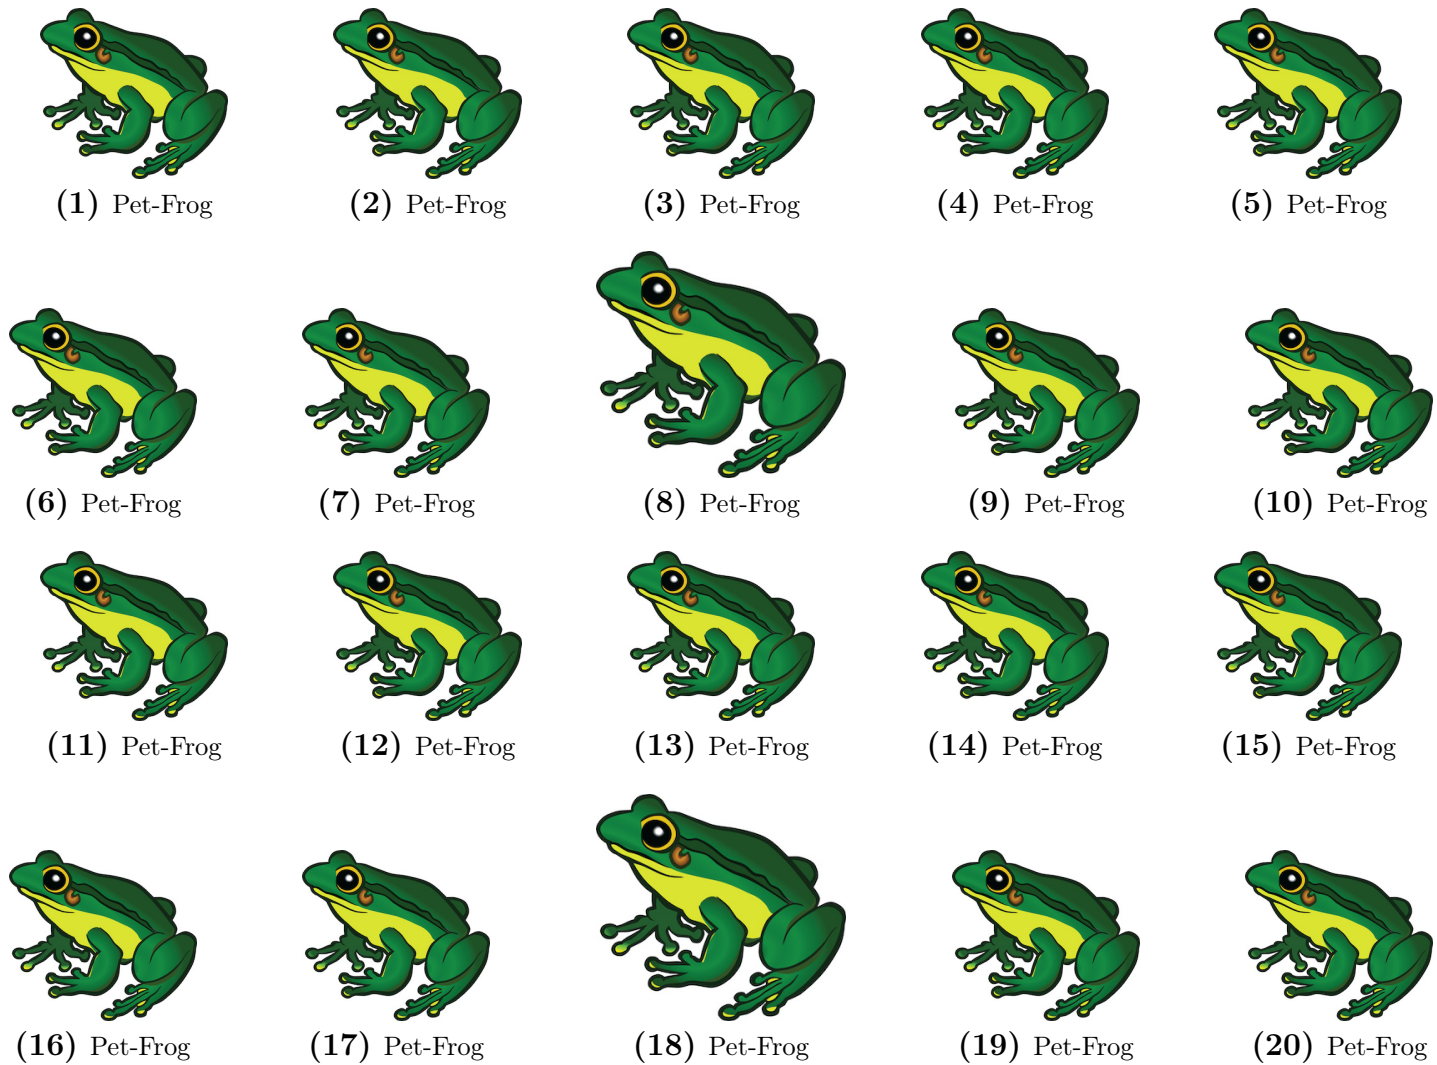 (1) Pet-Frog (2) Pet-Frog (3) Pet-Frog (4) Pet-Frog (5) Pet-Frog
(6) Pet-Frog (7) Pet-Frog (8) Pet-Frog (9) Pet-Frog (10) Pet-Frog
(11) Pet-Frog (12) Pet-Frog (13) Pet-Frog (14) Pet-Frog (15) Pet-Frog
(16) Pet-Frog (17) Pet-Frog (18) Pet-Frog (19) Pet-Frog (20) Pet-Frog